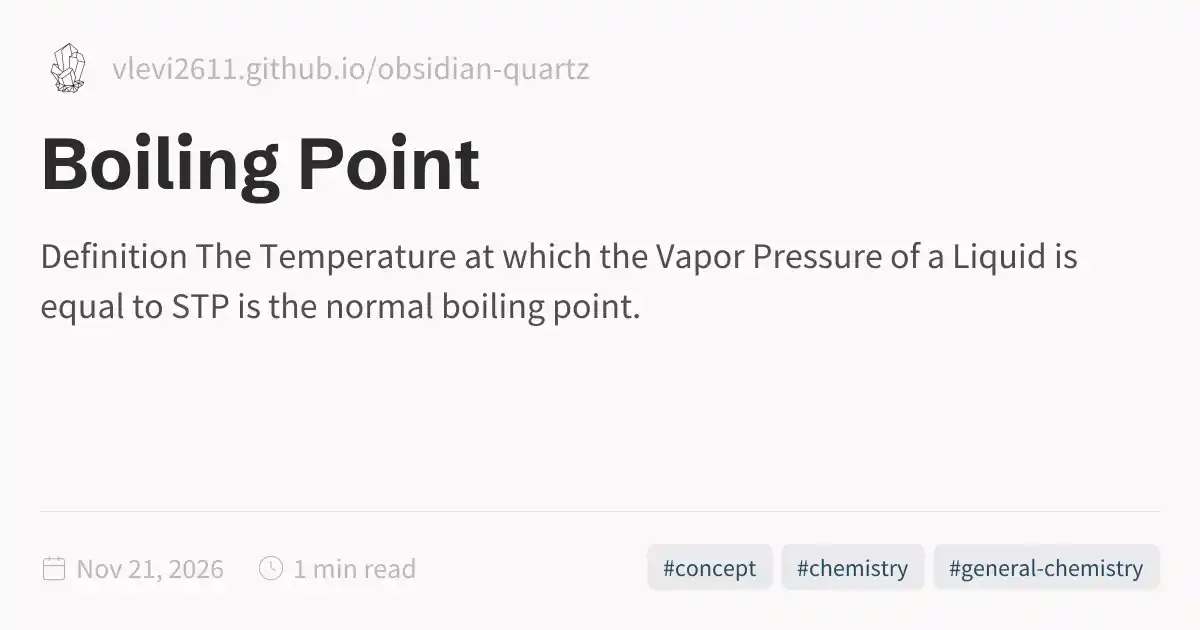 vlevi2611.github.io/obsidian-quartz
Boiling Point
Definition The Temperature at which the Vapor Pressure of a Liquid is
equal to STP is the normal boiling point.
Nov 21, 2026 1 min read #concept #chemistry #general-chemistry